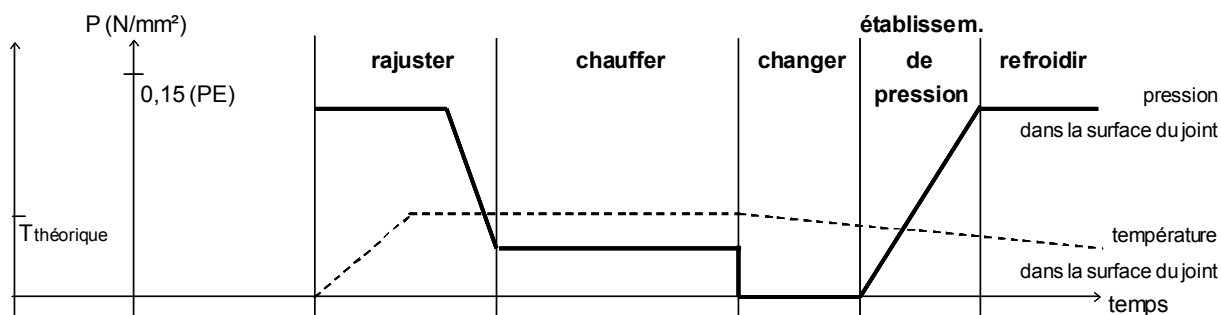 P (N/mm²)
0,15 (PE)
Tthéorique
rajuster
chauffer
changer
établissem.
de
pression
refroidir
pression
dans la surface du joint
température
dans la surface du joint
temps